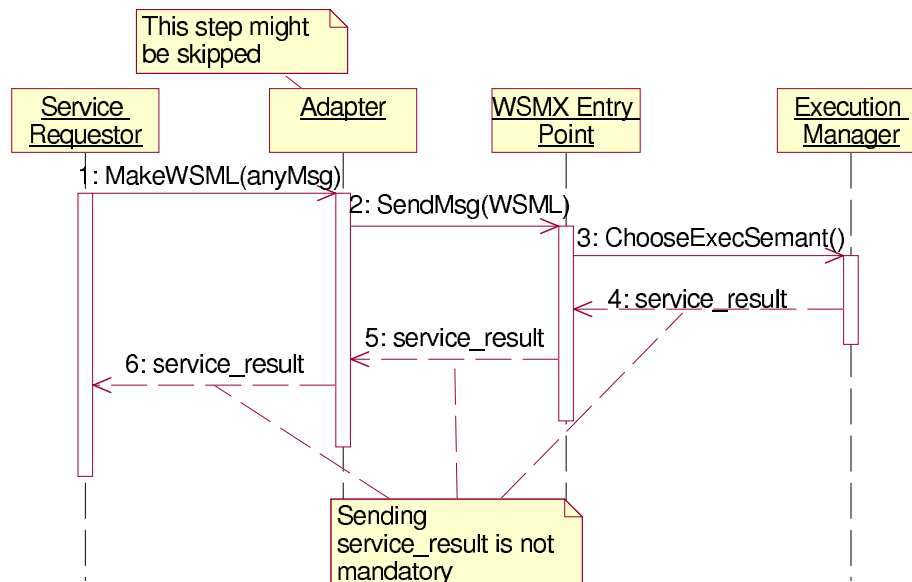 This step might
be skipped
Service
Requestor
Adapter
WSMX Entry
Point
Execution
Manager
1: MakeWSML(anyMsg)
2: SendMsg(WSML)
3: ChooseExecSemant()
4: service_result
5: service_result
6: service_result
Sending
service_result is not
mandatory